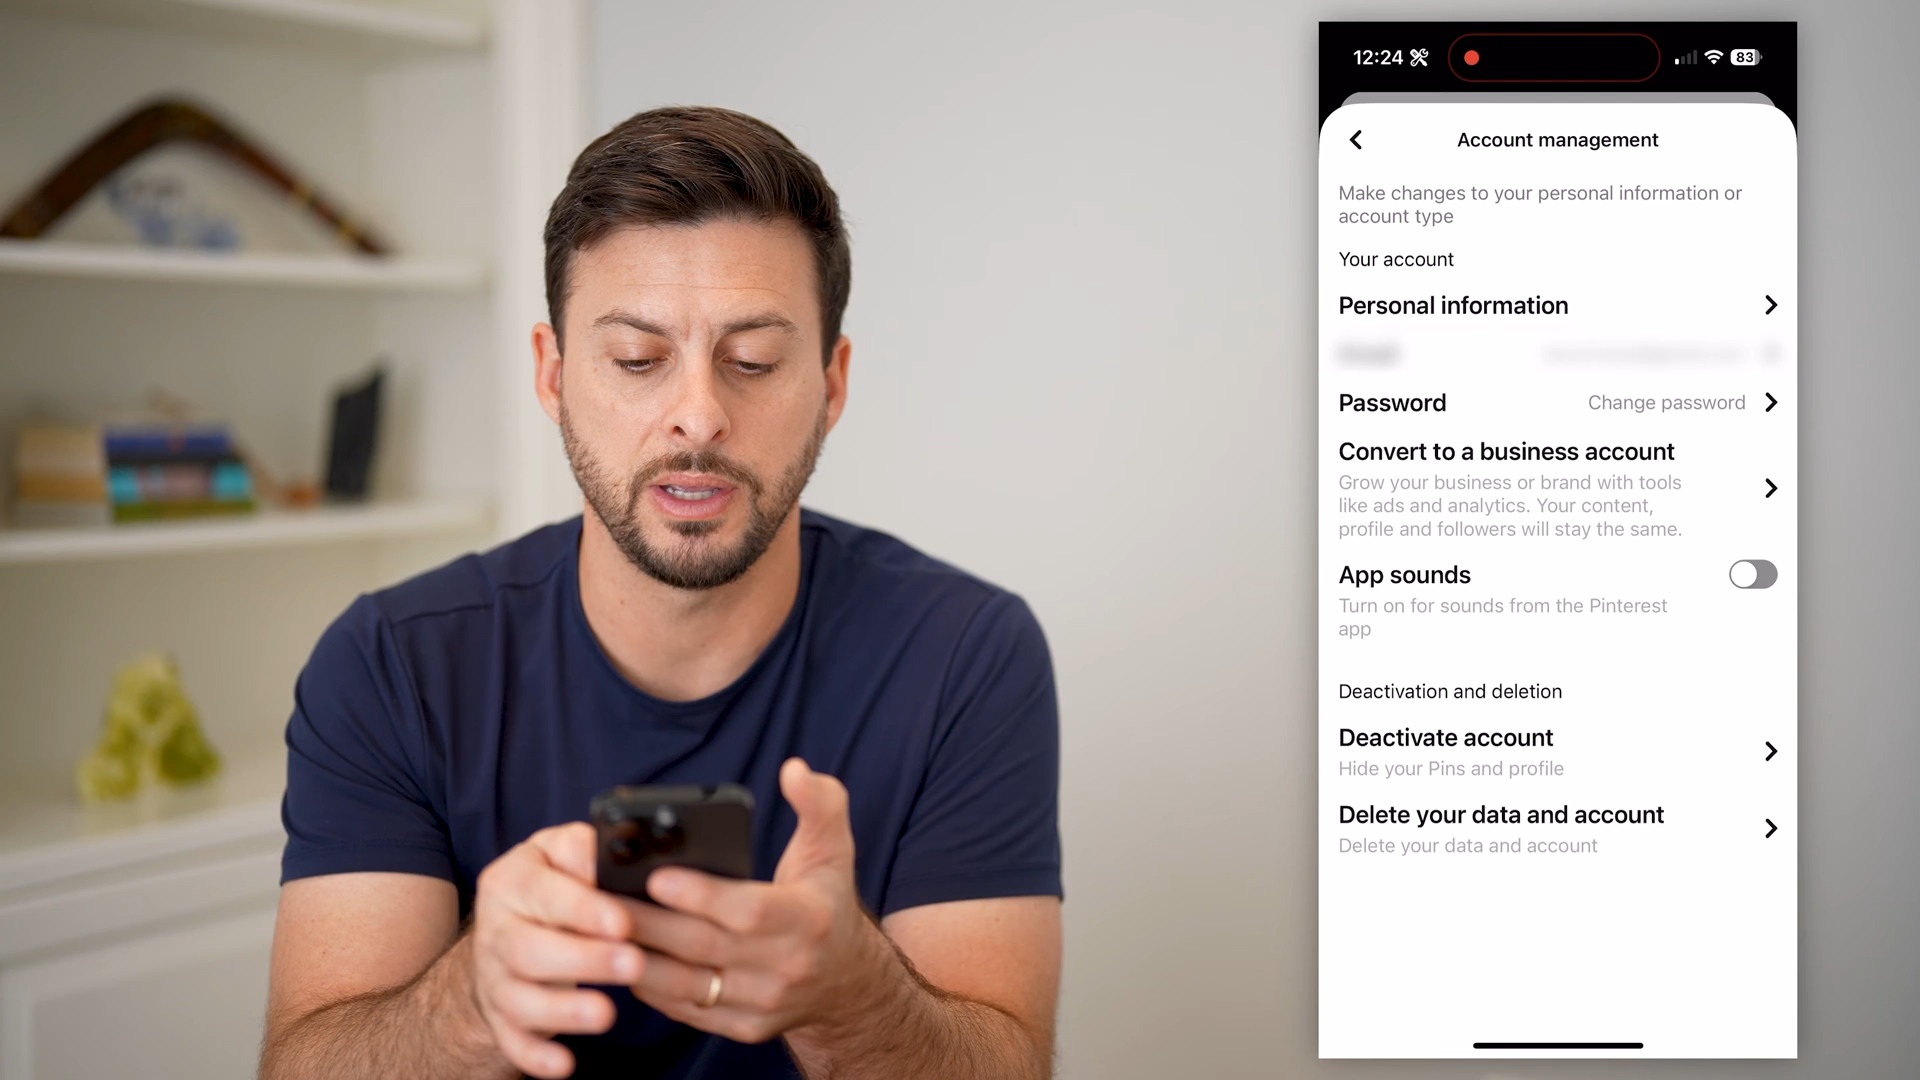 12:24
83
Account management
Make changes to your personal information or
account type
Your account
Personal information
Password
Change password
Convert to a business account
Grow your business or brand with tools
like ads and analytics. Your content,
profile and followers will stay the same.
App sounds
Turn on for sounds from the Pinterest
app
Deactivation and deletion
Deactivate account
Hide your Pins and profile
Delete your data and account
Delete your data and account